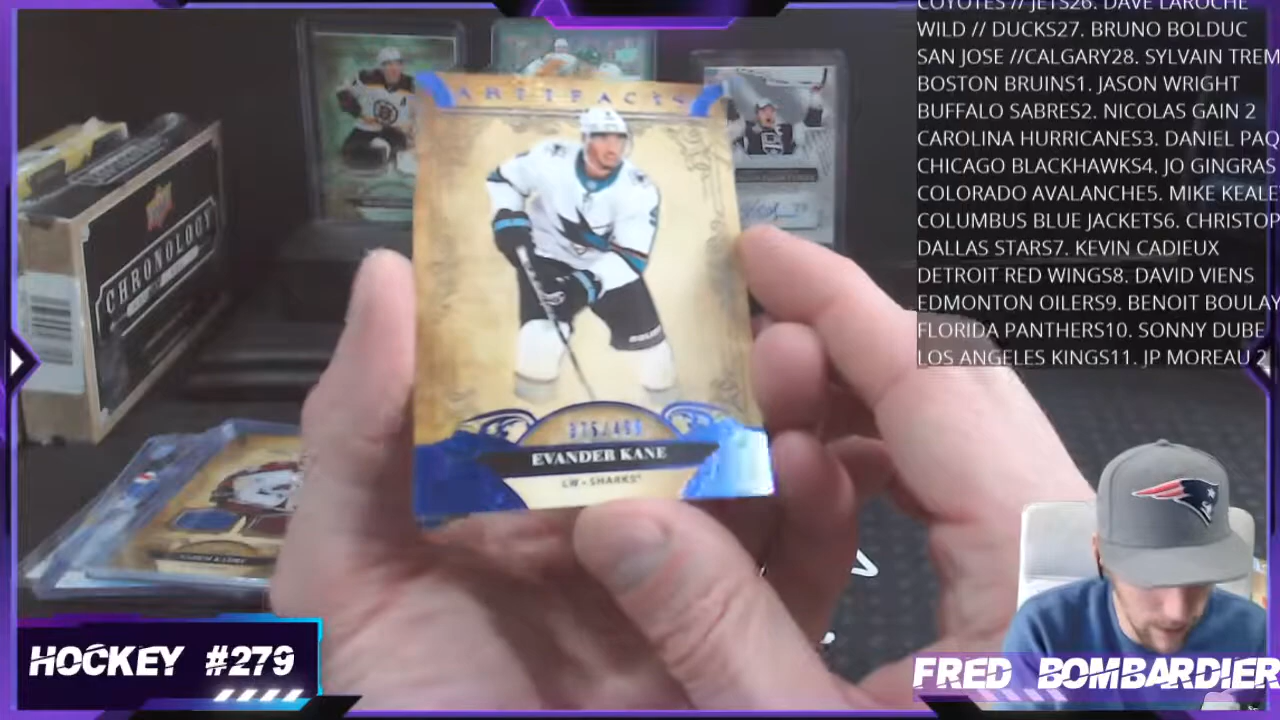 COYOTES // JETS26. DAVE LAROCHE
WILD // DUCKS27. BRUNO BOLDUC
SAN JOSE //CALGARY28. SYLVAIN TREM
BOSTON BRUINS1. JASON WRIGHT
BUFFALO SABRES2. NICOLAS GAIN 2
CAROLINA HURRICANES3. DANIEL PAQ
CHICAGO BLACKHAWKS4. JO GINGRAS
COLORADO AVALANCHE5. MIKE KEALE
COLUMBUS BLUE JACKETS6. CHRISTOP
DALLAS STARS7. KEVIN CADIEUX
DETROIT RED WINGS8. DAVID VIENS
EDMONTON OILERS9. BENOIT BOULAY
FLORIDA PANTHERS10. SONNY DUBE
LOS ANGELES KINGS11. JP MOREAU 2
ARTIFACTS
EVANDER KANE
LW • SHARKS
CHRONOLOGY
HOCKEY #279
FRED BOMBARDIER